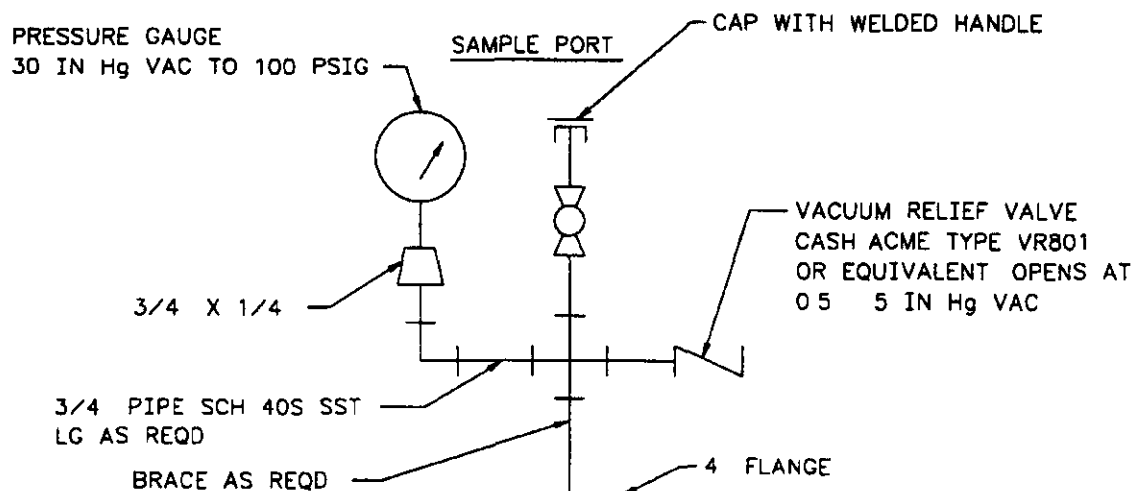 PRESSURE GAUGE
30 IN Hg VAC TO 100 PSIG
SAMPLE PORT
CAP WITH WELDED HANDLE
VACUUM RELIEF VALVE
CASH ACME TYPE VR801
OR EQUIVALENT OPENS AT
0 5 5 IN Hg VAC
3/4 X 1/4
3/4 PIPE SCH 40S SST
LG AS REQD
BRACE AS REQD
4 FLANGE